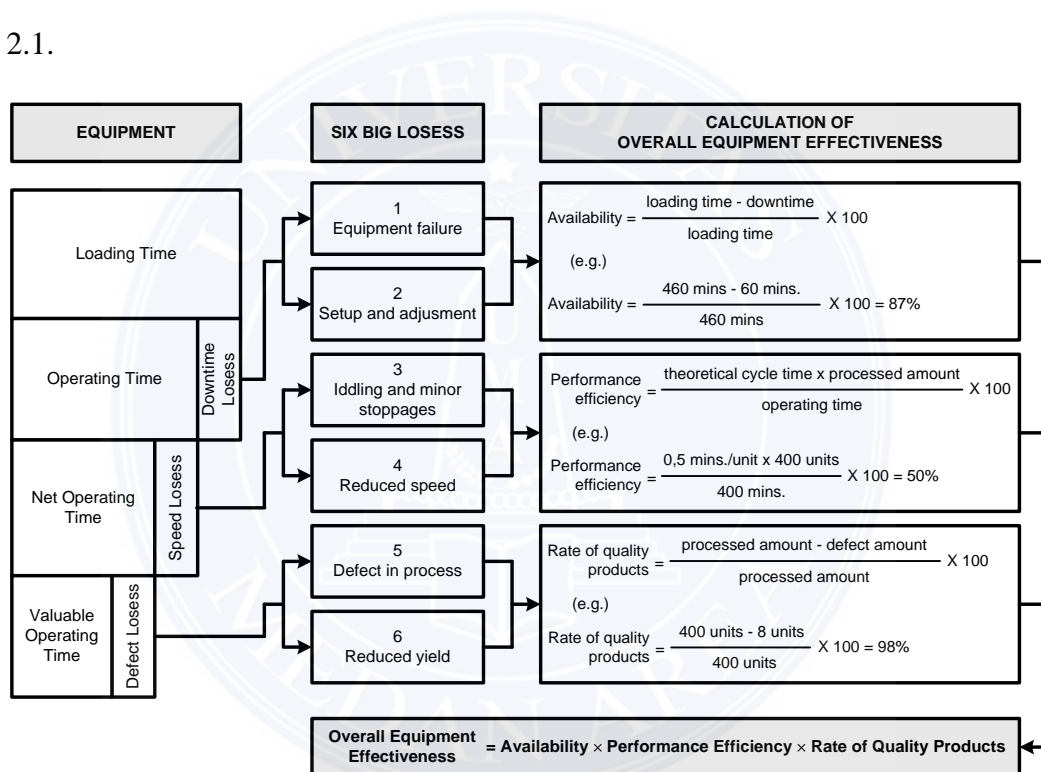 2.1.
EQUIPMENT
SIX BIG LOSESS
CALCULATION OF
OVERALL EQUIPMENT EFFECTIVENESS
Loading Time
Operating Time
Downtime
Losess
Net Operating
Time
Speed Losess
Valuable
Operating
Time
Defect Losess
1
Equipment failure
2
Setup and adjusment
3
Iddling and minor
stoppages
4
Reduced speed
5
Defect in process
6
Reduced yield
Availability = loading time - downtime X 100
loading time
(e.g.)
Availability = 460 mins - 60 mins. X 100 = 87%
460 mins
Performance
efficiency = theoretical cycle time x processed amount X 100
operating time
(e.g.)
Performance
efficiency = 0,5 mins./unit x 400 units X 100 = 50%
400 mins.
Rate of quality
products = processed amount - defect amount X 100
processed amount
(e.g.)
Rate of quality
products = 400 units - 8 units X 100 = 98%
400 units
Overall Equipment
Effectiveness = Availability × Performance Efficiency × Rate of Quality Products
UNIVERSITAS
MEDAN AREA
UMA